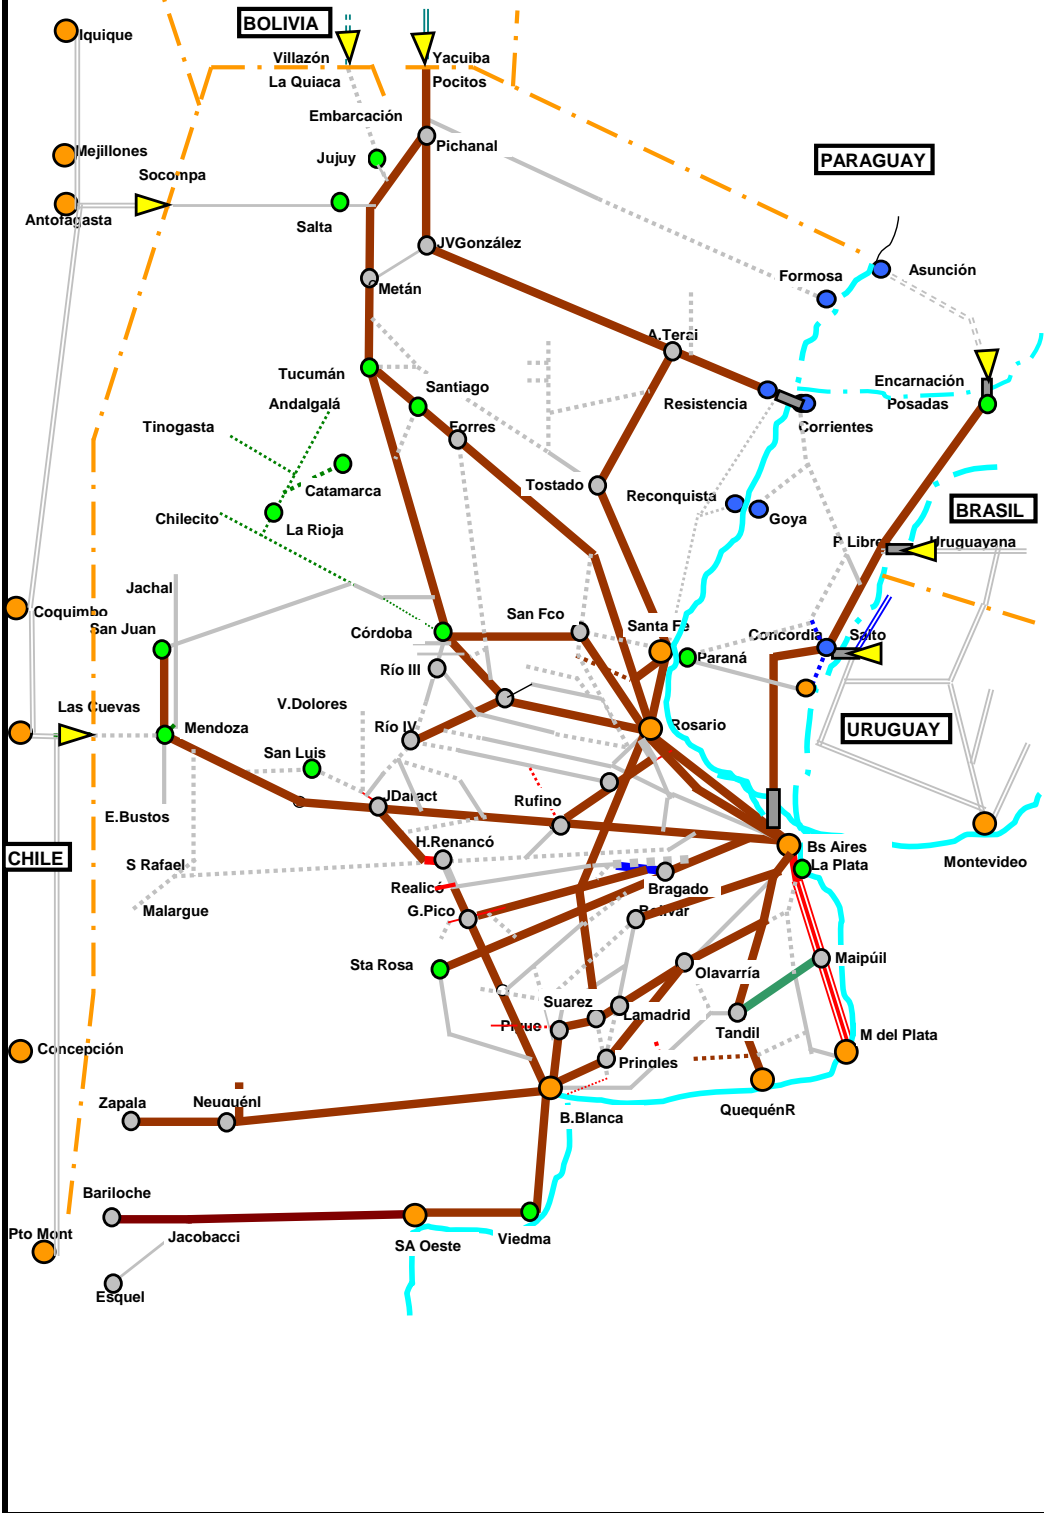 BOLIVIA
Iquique
Villazón
Yacuiba
La Quiaca
Pocitos
Embarcación
Pichanal
Mejillones
Jujuy
PARAGUAY
Socompa
Antofagasta
Salta
JVGonzález
Asunción
Formosa
Metán
A.Terai
Tucumán
Santiago
Encarnación
Andalgalá
Resistencia
Posadas
Tinogasta
Forres
Corrientes
Catamarca
Tostado
Reconquista
Chilecito
La Rioja
Goya
BRASIL
P Libre
Uruguayana
Jachal
Coquimbo
San Juan
Córdoba
San Fco
Santa Fe
Concordia
Salto
Río III
Paraná
V.Dolores
Las Cuevas
Mendoza
Río IV
Rosario
URUGUAY
San Luis
JDaract
Rufino
E.Bustos
H.Renancó
Bs Aires
CHILE
S Rafael
La Plata
Montevideo
Realicó
Bragado
Malargue
G.Pico
Bolivar
Sta Rosa
Olavarría
Maipúil
Suarez
Lamadrid
Pigue
Tandil
Concepción
M del Plata
Pringles
Zapala
Neuquénl
QuequénR
B.Blanca
Bariloche
Pto Mont
Jacobacci
SA Oeste
Viedma
Esquel